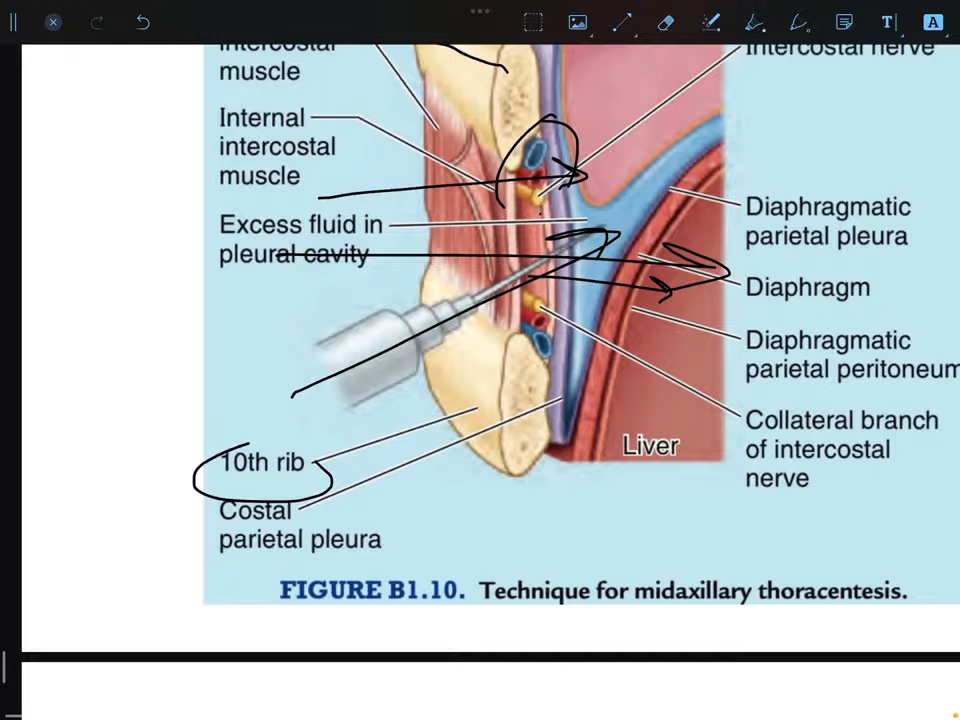 Intercostal
muscle
Internal
intercostal
muscle
Excess fluid in
pleural cavity
10th rib
Costal
parietal pleura
Intercostal nerve
Diaphragmatic
parietal pleura
Diaphragm
Diaphragmatic
parietal peritoneum
Collateral branch
of intercostal
nerve
Liver
FIGURE B1.10. Technique for midaxillary thoracentesis.
T
A